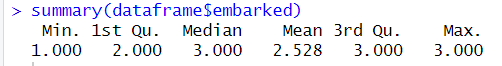 > summary(dataframe$embarked)
Min. 1st Qu. Median Mean 3rd Qu. Max.
1.000 2.000 3.000 2.528 3.000 3.000